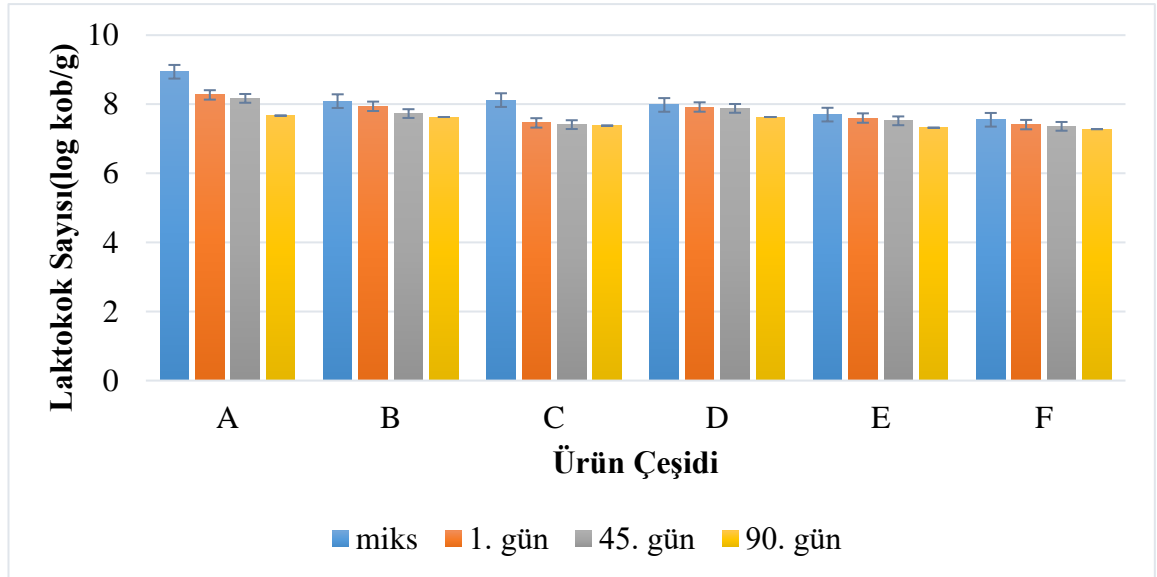 Laktokok Sayısı(log kob/g)
10
8
6
4
2
0
A B C D E F
Ürün Çeşidi
miks 1. gün 45. gün 90. gün